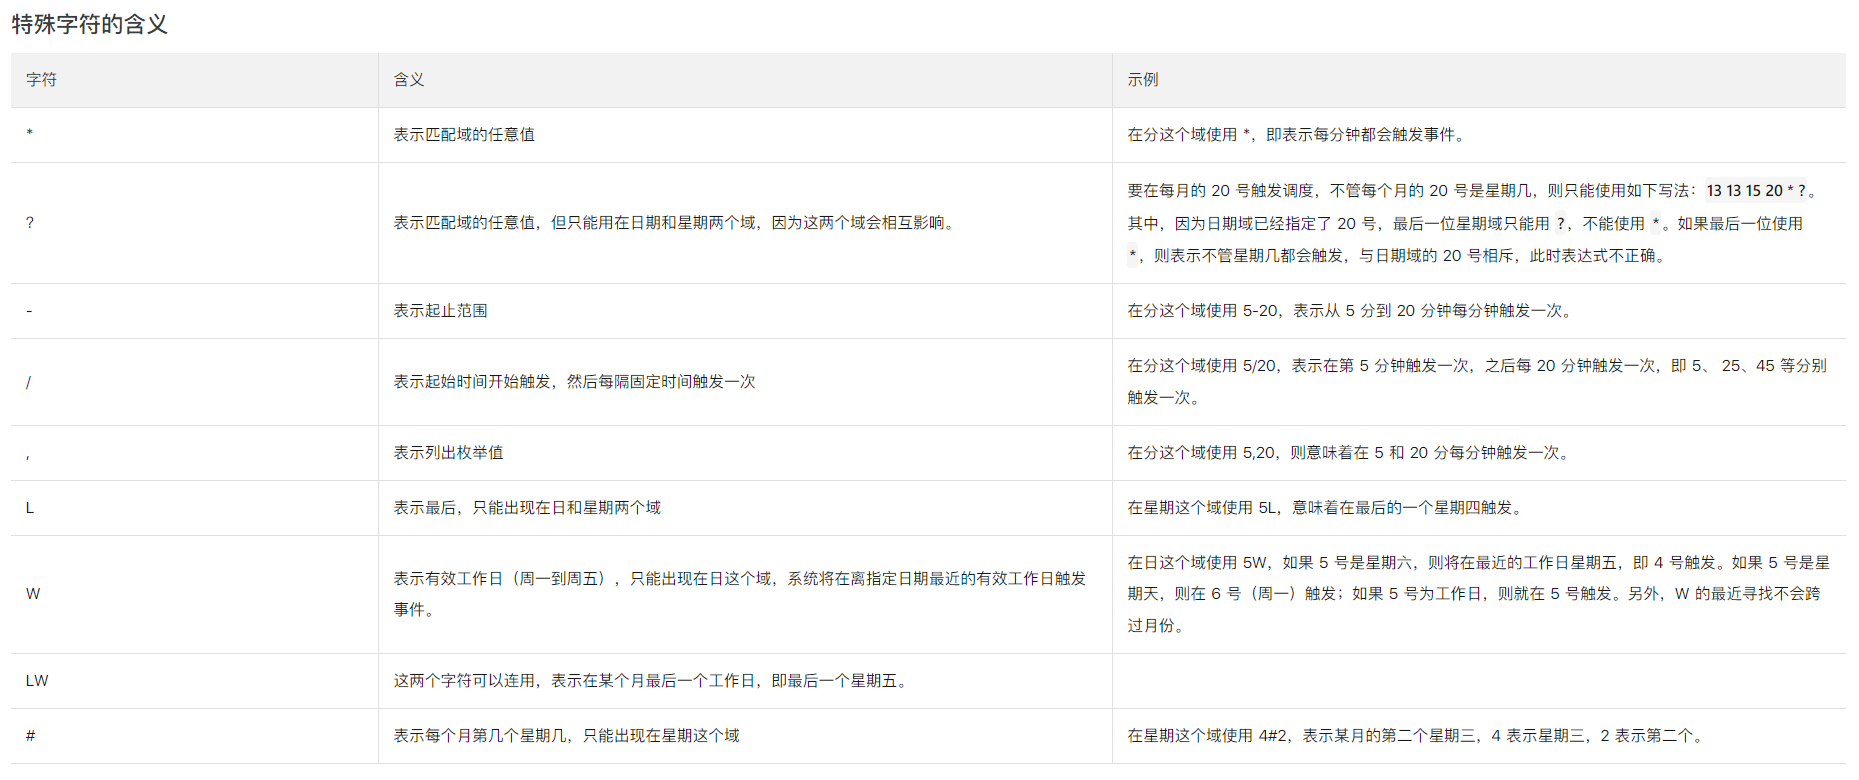 特殊字符的含义
字符 含义 示例
* 表示匹配域的任意值 在分这个域使用 *，即表示每分钟都会触发事件。
? 表示匹配域的任意值，但只能用在日期和星期两个域，因为这两个域会相互影响。
要在每月的 20 号触发调度，不管每个月的 20 号是星期几，则只能使用如下写法：13 13 15 20 * ?。
其中，因为日期域已经指定了 20 号，最后一位星期域只能用 ?，不能使用 *。如果最后一位使用
*，则表示不管星期几都会触发，与日期域的 20 号相斥，此时表达式不正确。
- 表示起止范围 在分这个域使用 5-20，表示从 5 分到 20 分钟每分钟触发一次。
/ 表示起始时间开始触发，然后每隔固定时间触发一次
在分这个域使用 5/20，表示在第 5 分钟触发一次，之后每 20 分钟触发一次，即 5、 25、45 等分别
触发一次。
, 表示列出枚举值 在分这个域使用 5,20，则意味着在 5 和 20 分每分钟触发一次。
L 表示最后，只能出现在日和星期两个域 在星期这个域使用 5L，意味着在最后的一个星期四触发。
W
表示有效工作日（周一到周五），只能出现在日这个域，系统将在离指定日期最近的有效工作日触发
事件。
在日这个域使用 5W，如果 5 号是星期六，则将在最近的工作日星期五，即 4 号触发。如果 5 号是星
期天，则在 6 号（周一）触发；如果 5 号为工作日，则就在 5 号触发。另外，W 的最近寻找不会跨
过月份。
LW 这两个字符可以连用，表示在某个月最后一个工作日，即最后一个星期五。
# 表示每个月第几个星期几，只能出现在星期这个域 在星期这个域使用 4#2，表示某月的第二个星期三，4 表示星期三，2 表示第二个。